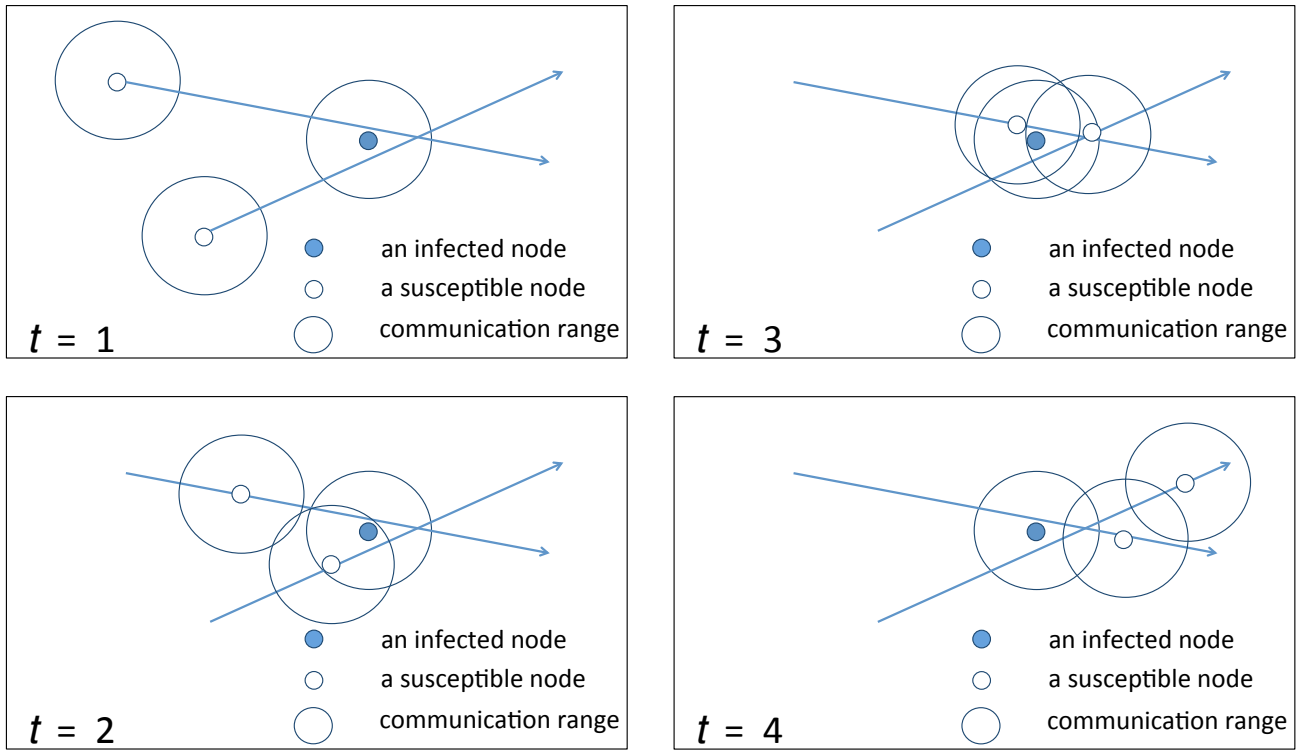 an infected node
a susceptible node
communication range
t = 1
an infected node
a susceptible node
communication range
t = 3
an infected node
a susceptible node
communication range
t = 2
an infected node
a susceptible node
communication range
t = 4